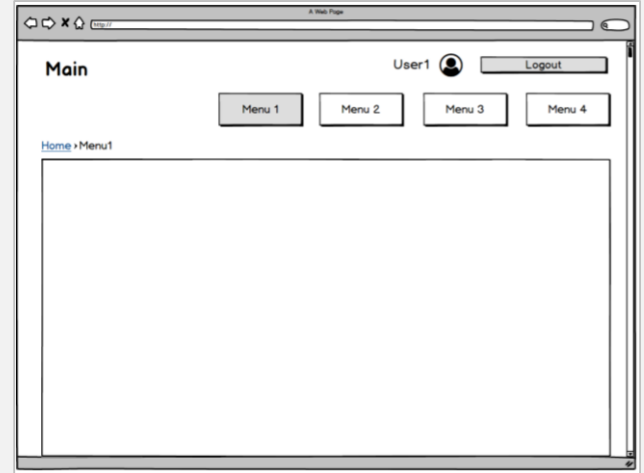 A Web Page
http://
Main
User1
Logout
Menu 1
Menu 2
Menu 3
Menu 4
Home › Menu1